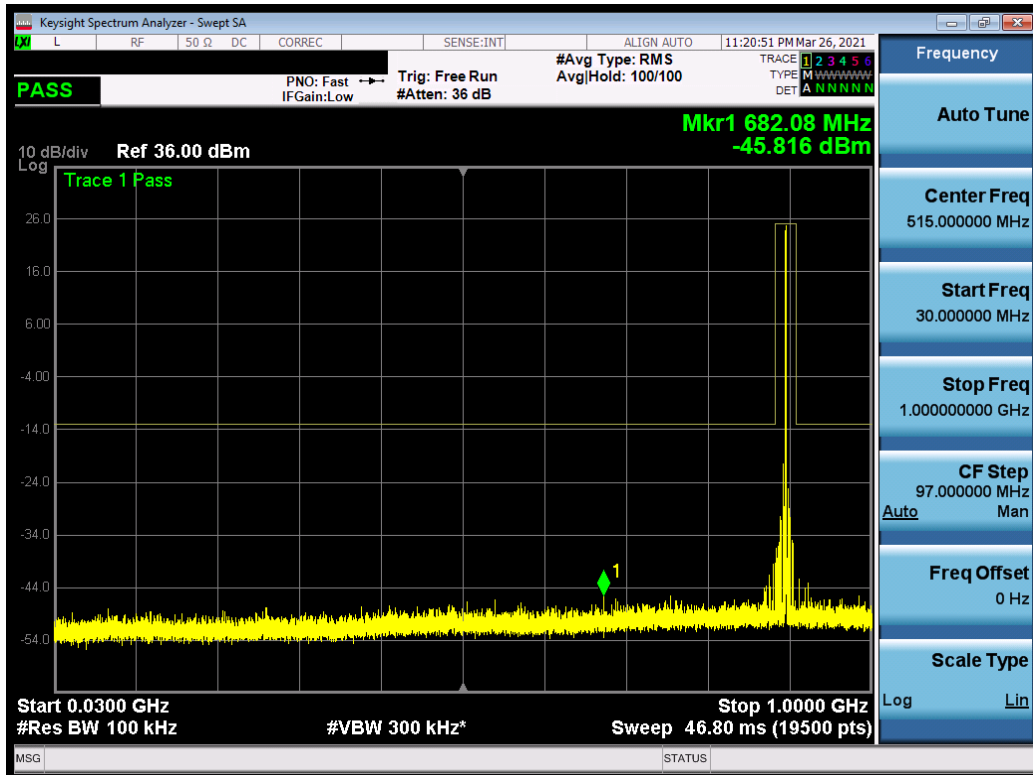 Keysight Spectrum Analyzer - Swept SA
LXI L RF 50 Ω DC CORREC SENSE:INT ALIGN AUTO 11:20:51 PM Mar 26, 2021
PASS
PNO: Fast
IFGain:Low
Trig: Free Run
#Atten: 36 dB
#Avg Type: RMS
Avg|Hold: 100/100
TRACE 1 2 3 4 5 6
TYPE M W W W W W
DET A N N N N N
Mkr1 682.08 MHz
-45.816 dBm
10 dB/div Ref 36.00 dBm
Log
Trace 1 Pass
26.0
16.0
6.00
-4.00
-14.0
-24.0
-34.0
-44.0
-54.0
1
Start 0.0300 GHz Stop 1.0000 GHz
#Res BW 100 kHz #VBW 300 kHz* Sweep 46.80 ms (19500 pts)
MSG STATUS
Frequency
Auto Tune
Center Freq
515.000000 MHz
Start Freq
30.000000 MHz
Stop Freq
1.000000000 GHz
CF Step
97.000000 MHz
Auto Man
Freq Offset
0 Hz
Scale Type
Log Lin